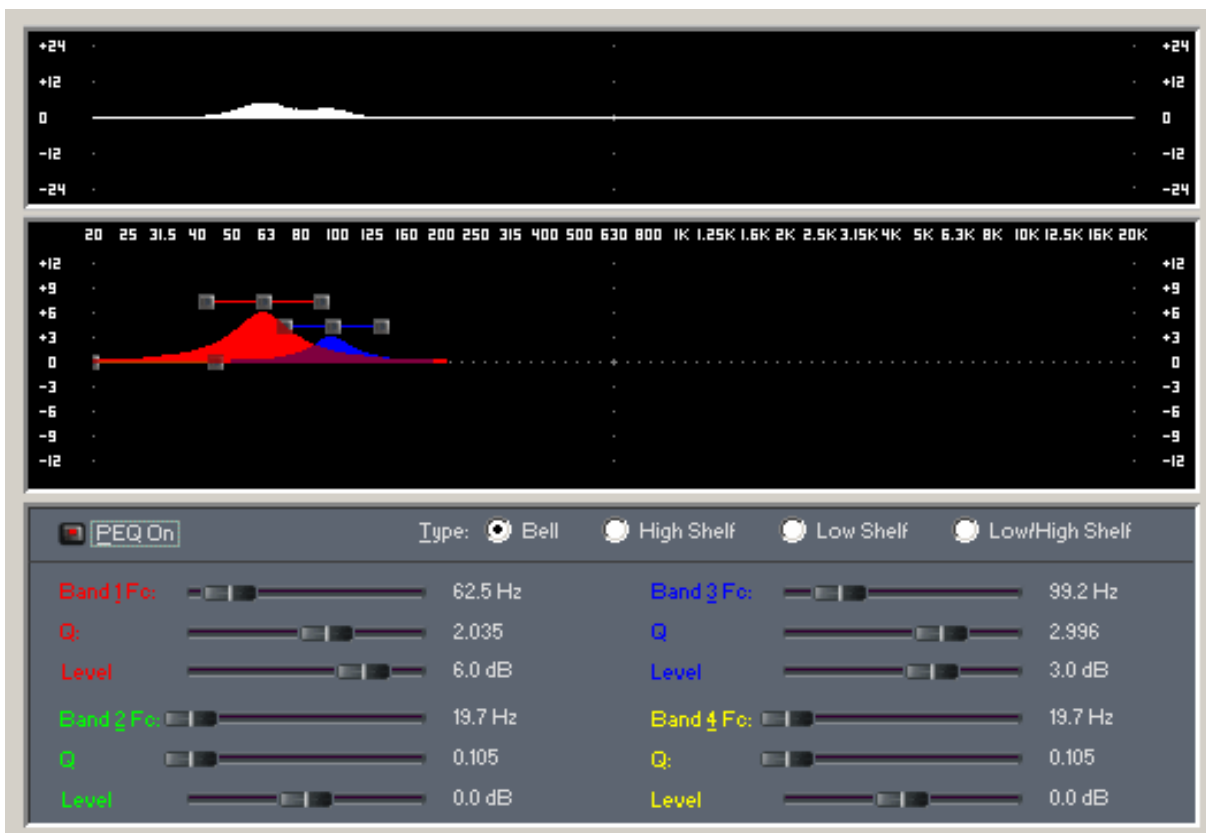 +24 +24
+12 +12
0 0
-12 -12
-24 -24
20 25 31.5 40 50 63 80 100 125 160 200 250 315 400 500 630 800 1K 1.25K 1.6K 2K 2.5K 3.15K 4K 5K 6.3K 8K 10K 12.5K 16K 20K
+12 +12
+9 +9
+6 +6
+3 +3
0 0
-3 -3
-6 -6
-9 -9
-12 -12
PEQ On Type: Bell High Shelf Low Shelf Low/High Shelf
Band 1 Fc: 62.5 Hz Band 3 Fc: 99.2 Hz
Q: 2.035 Q 2.996
Level 6.0 dB Level 3.0 dB
Band 2 Fc: 19.7 Hz Band 4 Fc: 19.7 Hz
Q 0.105 Q: 0.105
Level 0.0 dB Level 0.0 dB